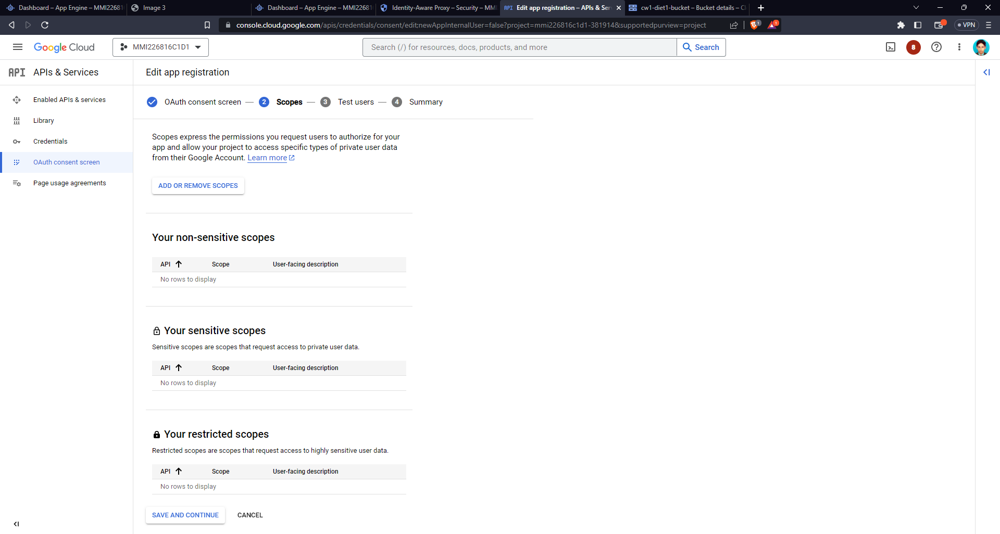 Dashboard – App Engine – MMI22681
Image 3
Dashboard – App Engine – MMI22681
Identity-Aware Proxy – Security – MM
API Edit app registration – APIs & Ser
cw1-diet1-bucket – Bucket details – C
console.cloud.google.com/apis/credentials/consent/edit;newAppInternalUser=false?project=mmi226816c1d1-381914&supportedpurview=project
1
1
VPN
Google Cloud
MMI226816C1D1
Search (/) for resources, docs, products, and more
Search
8
API APIs & Services
Edit app registration
Enabled APIs & services
Library
Credentials
OAuth consent screen
Page usage agreements
OAuth consent screen — 2 Scopes — 3 Test users — 4 Summary
Scopes express the permissions you request users to authorize for your
app and allow your project to access specific types of private user data
from their Google Account. Learn more
ADD OR REMOVE SCOPES
Your non-sensitive scopes
API Scope User-facing description
No rows to display
Your sensitive scopes
Sensitive scopes are scopes that request access to private user data.
API Scope User-facing description
No rows to display
Your restricted scopes
Restricted scopes are scopes that request access to highly sensitive user data.
API Scope User-facing description
No rows to display
SAVE AND CONTINUE CANCEL